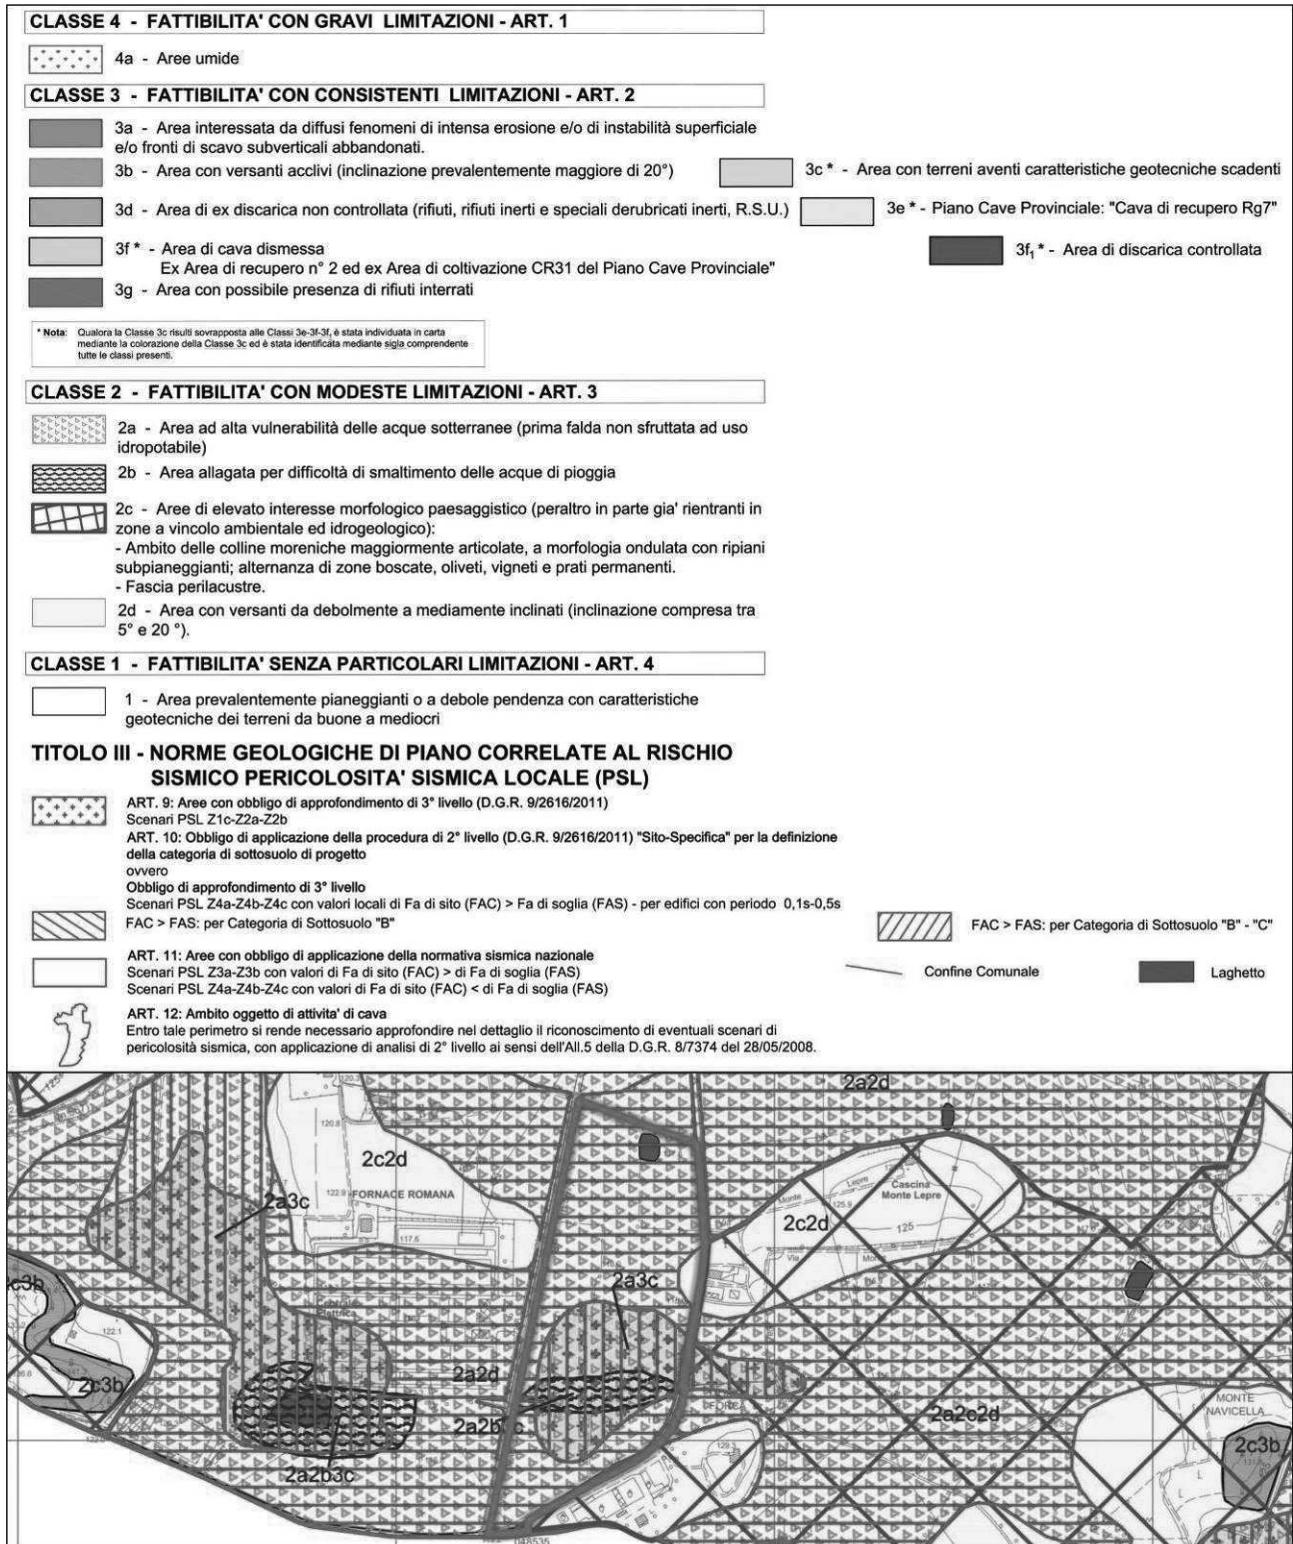 CLASSE 4 - FATTIBILITA' CON GRAVI LIMITAZIONI - ART. 1
4a - Aree umide
CLASSE 3 - FATTIBILITA' CON CONSISTENTI LIMITAZIONI - ART. 2
3a - Area interessata da diffusi fenomeni di intensa erosione e/o di instabilità superficiale
e/o fronti di scavo subverticali abbandonati.
3b - Area con versanti acclivi (inclinazione prevalentemente maggiore di 20°)
3c * - Area con terreni aventi caratteristiche geotecniche scadenti
3d - Area di ex discarica non controllata (rifiuti, rifiuti inerti e speciali derubricati inerti, R.S.U.)
3e * - Piano Cave Provinciale: "Cava di recupero Rg7"
3f * - Area di cava dismessa
Ex Area di recupero n° 2 ed ex Area di coltivazione CR31 del Piano Cave Provinciale"
3f1 * - Area di discarica controllata
3g - Area con possibile presenza di rifiuti interrati
* Nota: Qualora la Classe 3c risulti sovrapposta alle Classi 3e-3f-3f, è stata individuata in carta
mediante la colorazione della Classe 3c ed è stata identificata mediante sigla comprendente
tutte le classi presenti.
CLASSE 2 - FATTIBILITA' CON MODESTE LIMITAZIONI - ART. 3
2a - Area ad alta vulnerabilità delle acque sotterranee (prima falda non sfruttata ad uso
idropotabile)
2b - Area allagata per difficoltà di smaltimento delle acque di pioggia
2c - Aree di elevato interesse morfologico paesaggistico (peraltro in parte gia' rientranti in
zone a vincolo ambientale ed idrogeologico):
- Ambito delle colline moreniche maggiormente articolate, a morfologia ondulata con ripiani
subpianeggianti; alternanza di zone boscate, oliveti, vigneti e prati permanenti.
- Fascia perilacustre.
2d - Area con versanti da debolmente a mediamente inclinati (inclinazione compresa tra
5° e 20 °).
CLASSE 1 - FATTIBILITA' SENZA PARTICOLARI LIMITAZIONI - ART. 4
1 - Area prevalentemente pianeggianti o a debole pendenza con caratteristiche
geotecniche dei terreni da buone a mediocri
TITOLO III - NORME GEOLOGICHE DI PIANO CORRELATE AL RISCHIO
SISMICO PERICOLOSITA' SISMICA LOCALE (PSL)
ART. 9: Aree con obbligo di approfondimento di 3° livello (D.G.R. 9/2616/2011)
Scenari PSL Z1c-Z2a-Z2b
ART. 10: Obbligo di applicazione della procedura di 2° livello (D.G.R. 9/2616/2011) "Sito-Specifica" per la definizione
della categoria di sottosuolo di progetto
ovvero
Obbligo di approfondimento di 3° livello
Scenari PSL Z4a-Z4b-Z4c con valori locali di Fa di sito (FAC) > Fa di soglia (FAS) - per edifici con periodo 0,1s-0,5s
FAC > FAS: per Categoria di Sottosuolo "B"
FAC > FAS: per Categoria di Sottosuolo "B" - "C"
ART. 11: Aree con obbligo di applicazione della normativa sismica nazionale
Scenari PSL Z3a-Z3b con valori di Fa di sito (FAC) > di Fa di soglia (FAS)
Scenari PSL Z4a-Z4b-Z4c con valori di Fa di sito (FAC) < di Fa di soglia (FAS)
Confine Comunale
Laghetto
ART. 12: Ambito oggetto di attivita' di cava
Entro tale perimetro si rende necessario approfondire nel dettaglio il riconoscimento di eventuali scenari di
pericolosità sismica, con applicazione di analisi di 2° livello ai sensi dell'All.5 della D.G.R. 8/7374 del 28/05/2008.
2a2d
120.3
120.8
2c2d
122.9
FORNACE ROMANA
2a3c
117.6
Monte Lepre
125.9
Cascina
Monte Lepre
2c2d
125
Via Monte
2a3c
Centrale
Elettrica
2c3b
122.1
2c3b
2a2d
2a2b
2a2b3c
FORCA
129.3
2a2c2d
MONTE
NAVICELLA
2c3b
048535